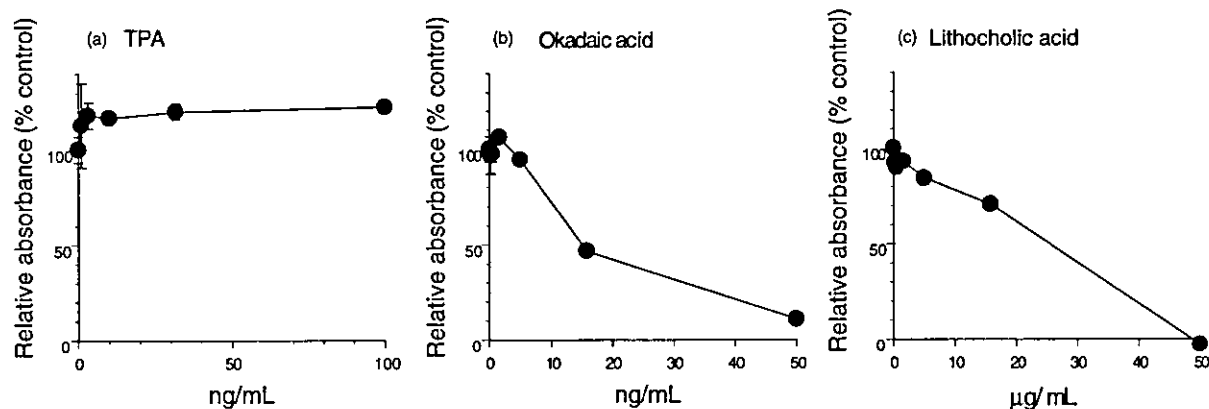 (a) TPA
Relative absorbance (% control)
100
50
0
0 50 100
ng/mL
(b) Okadaic acid
Relative absorbance (% control)
100
50
0
0 10 20 30 40 50
ng/mL
(c) Lithocholic acid
Relative absorbance (% control)
100
50
0
0 10 20 30 40 50
μg/ mL